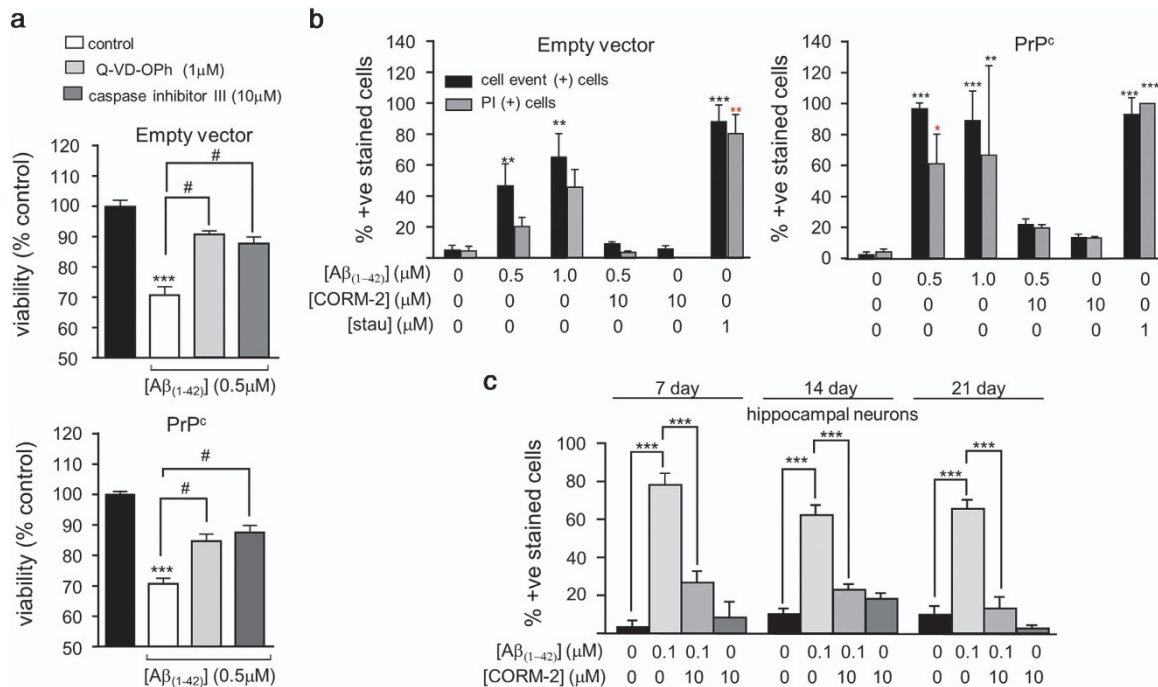 a
control
Q-VD-OPh (1μM)
caspase inhibitor III (10μM)
Empty vector
viability (% control)
120
110
100
90
80
70
60
50
#
#
***
[Aβ(1-42)] (0.5μM)
PrPc
viability (% control)
120
110
100
90
80
70
60
50
#
#
***
[Aβ(1-42)] (0.5μM)
b
Empty vector
% +ve stained cells
140
120
100
80
60
40
20
cell event (+) cells
PI (+) cells
** ** *** **
[Aβ(1–42)] (μM) 0 0.5 1.0 0.5 0 0
[CORM-2] (μM) 0 0 0 10 10 0
[stau] (μM) 0 0 0 0 0 1
PrPc
% +ve stained cells
140
120
100
80
60
40
20
*** * *** ** *** ***
0 0.5 1.0 0.5 0 0
0 0 0 10 10 0
0 0 0 0 0 1
c
7 day 14 day 21 day
hippocampal neurons
% +ve stained cells
100
80
60
40
20
*** *** *** *** *** ***
[Aβ(1–42)] (μM) 0 0.1 0.1 0 0 0.1 0.1 0 0 0.1 0.1 0
[CORM-2] (μM) 0 0 10 10 0 0 10 10 0 0 10 10